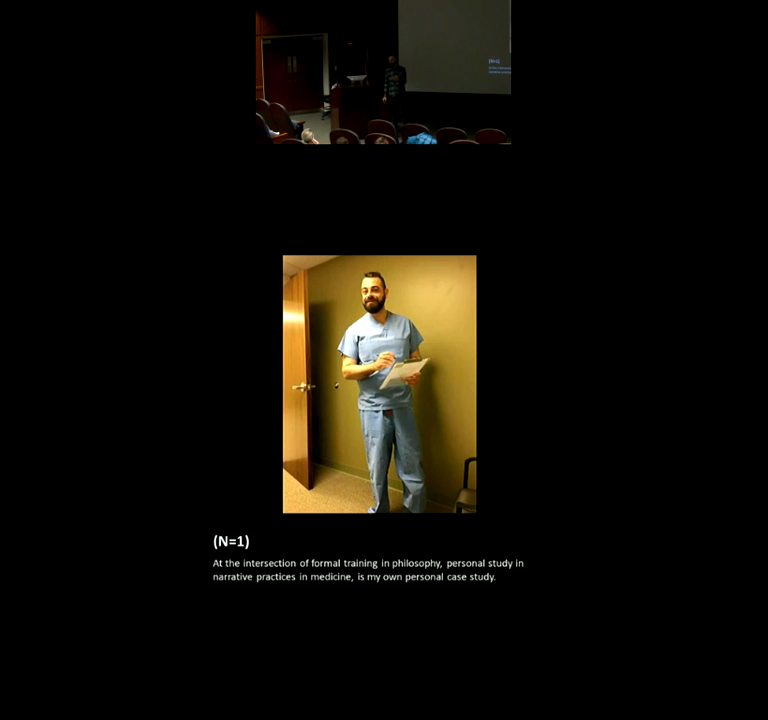 (N=1)
(N=1)
At the intersection of formal training in philosophy, personal study in
narrative practices in medicine, is my own personal case study.